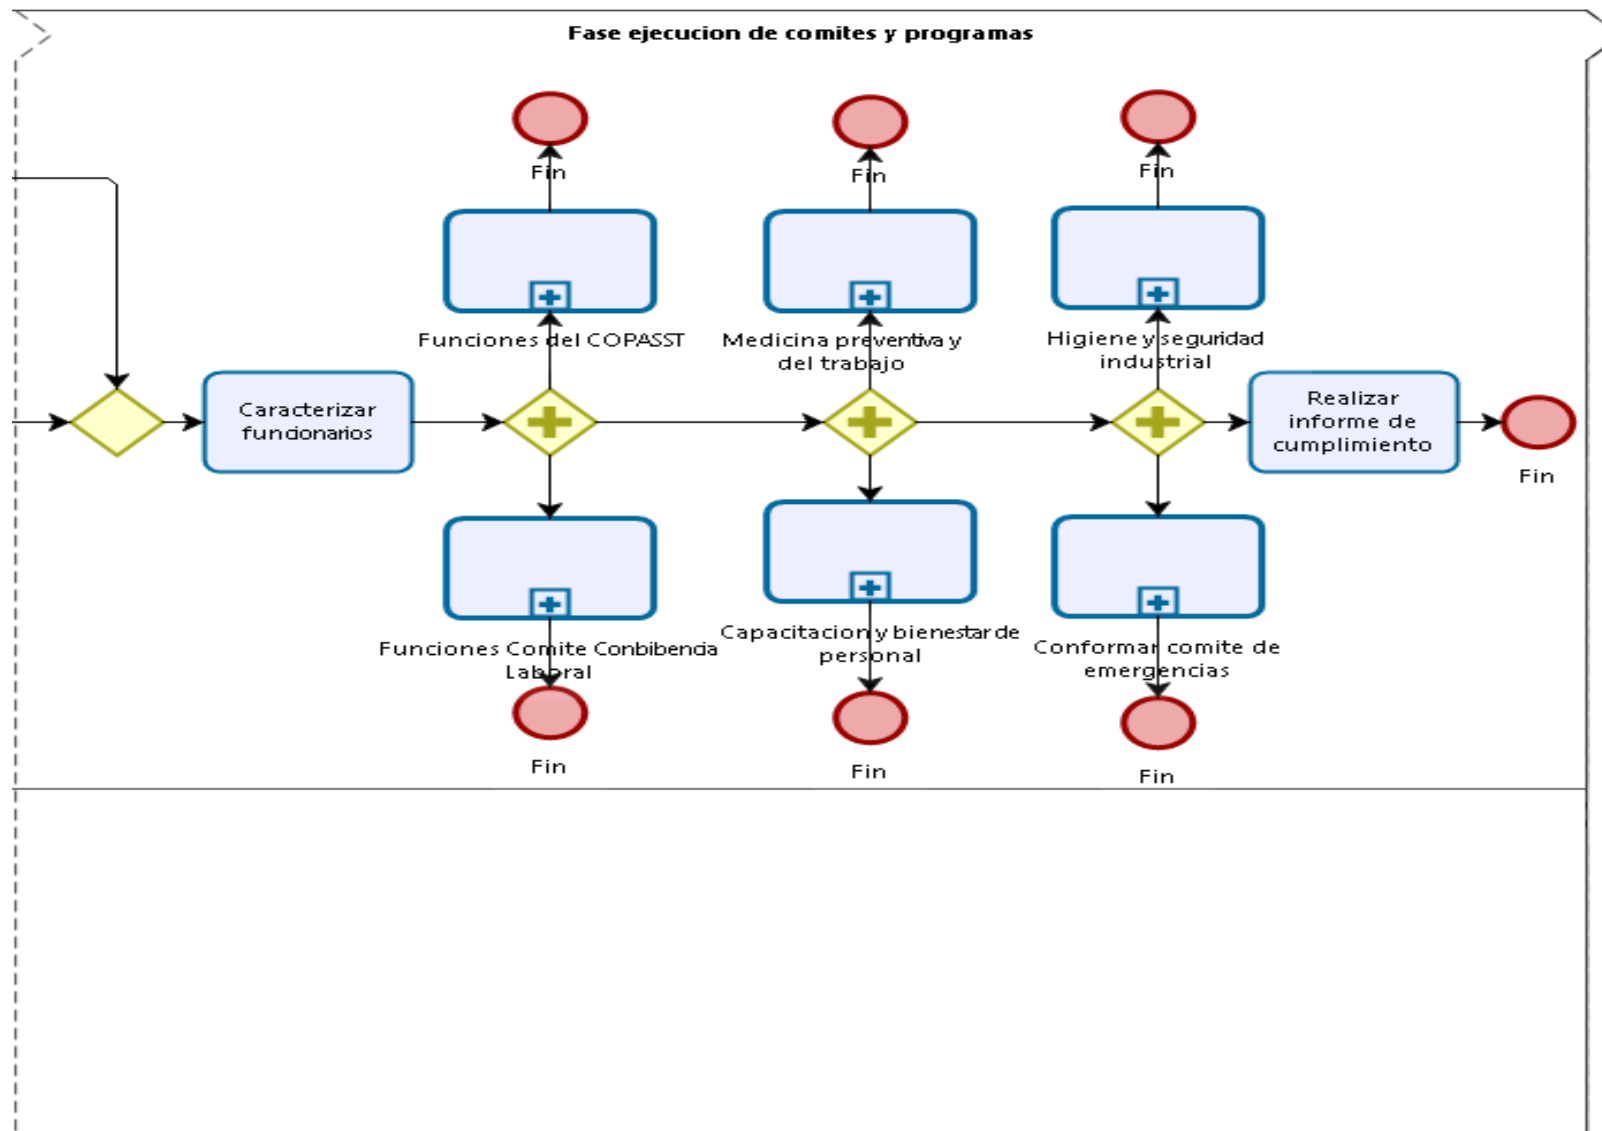 Fase ejecucion de comites y programas
Fin
Fin
Fin
Funciones del COPASST
Medicina preventiva y
del trabajo
Higiene y seguridad
industrial
Caracterizar
funcionarios
Realizar
informe de
cumplimiento
Fin
Funciones Comite Conbibencia
Laboral
Capacitacion y bienestar de
personal
Conformar comite de
emergencias
Fin
Fin
Fin